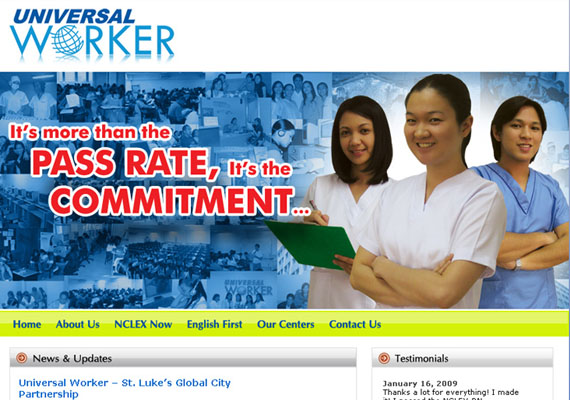 UNIVERSAL
WORKER
It's more than the
PASS RATE, It's the
COMMITMENT...
Home About Us NCLEX Now English First Our Centers Contact Us
News & Updates
Universal Worker – St. Luke's Global City
Partnership
Testimonials
January 16, 2009
Thanks a lot for everything! I made